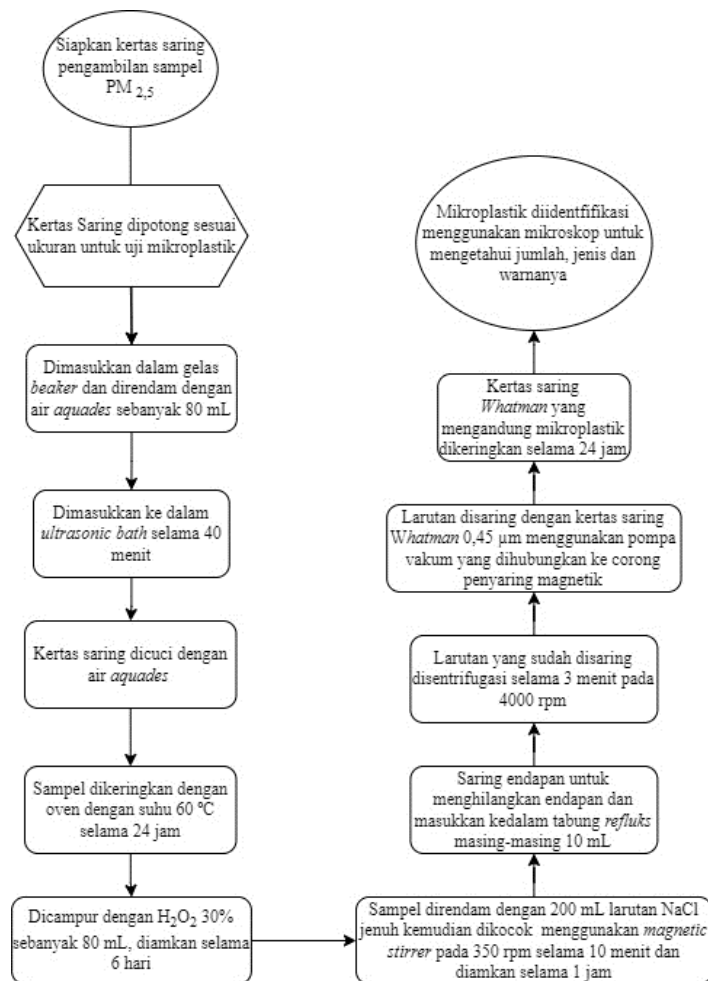 Siapkan kertas saring
pengambilan sampel
PM 2,5
Kertas Saring dipotong sesuai
ukuran untuk uji mikroplastik
Dimasukkan dalam gelas
beaker dan direndam dengan
air aquades sebanyak 80 mL
Dimasukkan ke dalam
ultrasonic bath selama 40
menit
Kertas saring dicuci dengan
air aquades
Sampel dikeringkan dengan
oven dengan suhu 60 °C
selama 24 jam
Dicampur dengan H₂O₂ 30%
sebanyak 80 mL, diamkan selama
6 hari
Sampel direndam dengan 200 mL larutan NaCl
jenuh kemudian dikocok menggunakan magnetic
stirrer pada 350 rpm selama 10 menit dan
diamkan selama 1 jam
Saring endapan untuk
menghilangkan endapan dan
masukkan kedalam tabung refluks
masing-masing 10 mL
Larutan yang sudah disaring
disentrifugasi selama 3 menit pada
4000 rpm
Larutan disaring dengan kertas saring
Whatman 0,45 µm menggunakan pompa
vakum yang dihubungkan ke corong
penyaring magnetik
Kertas saring
Whatman yang
mengandung mikroplastik
dikeringkan selama 24 jam
Mikroplastik diidentfifikasi
menggunakan mikroskop untuk
mengetahui jumlah, jenis dan
warnanya